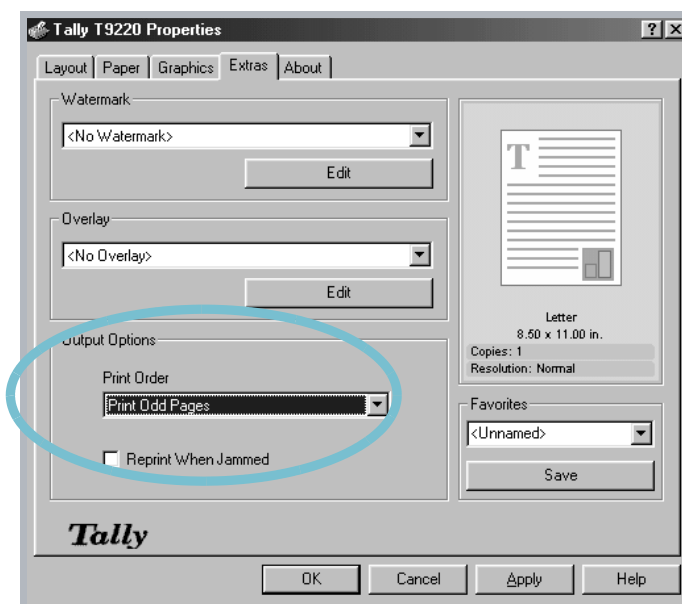 Tally T9220 Properties
Layout Paper Graphics Extras About
Watermark
<No Watermark>
Edit
Overlay
<No Overlay>
Edit
Output Options
Print Order
Print Odd Pages
Reprint When Jammed
T
Letter
8.50 x 11.00 in.
Copies: 1
Resolution: Normal
Favorites
<Unnamed>
Save
Tally
OK Cancel Apply Help